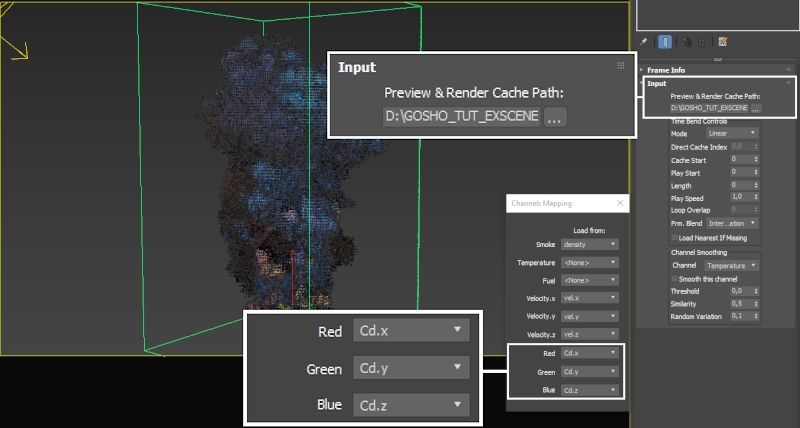 Input
Preview & Render Cache Path:
D:\GOSHO_TUT_EXSCENE ...
Red Cd.x
Green Cd.y
Blue Cd.z
Channels Mapping
Load from:
Smoke density
Temperature <None>
Fuel <None>
Velocity.x vel.x
Velocity.y vel.y
Velocity.z vel.z
Red Cd.x
Green Cd.y
Blue Cd.z
Frame Info
Input
Preview & Render Cache Path:
D:\GOSHO_TUT_EXSCENE ...
Time Bend Controls
Mode Linear
Direct Cache Index 0,0
Cache Start 0
Play Start 0
Length 0
Play Speed 1,0
Loop Overlap 0
Prm. Blend Inter...ation
Load Nearest If Missing
Channel Smoothing
Channel Temperature
Smooth this channel
Threshold 0,0
Similarity 0,5
Random Variation 0,1